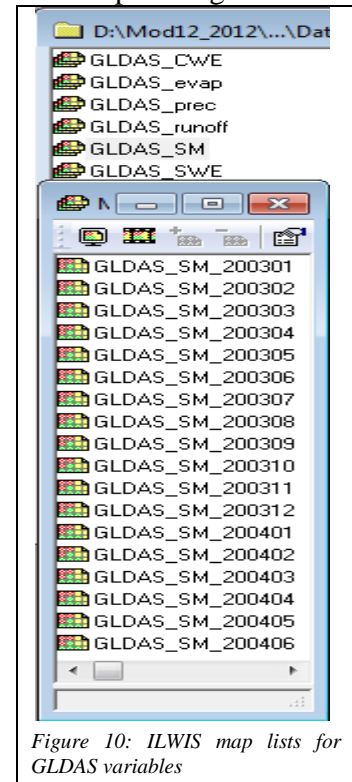 D:\Mod12_2012\...\Dat
GLDAS_CWE
GLDAS_evap
GLDAS_prec
GLDAS_runoff
GLDAS_SM
GLDAS_SWE
GLDAS_SM_200301
GLDAS_SM_200302
GLDAS_SM_200303
GLDAS_SM_200304
GLDAS_SM_200305
GLDAS_SM_200306
GLDAS_SM_200307
GLDAS_SM_200308
GLDAS_SM_200309
GLDAS_SM_200310
GLDAS_SM_200311
GLDAS_SM_200312
GLDAS_SM_200401
GLDAS_SM_200402
GLDAS_SM_200403
GLDAS_SM_200404
GLDAS_SM_200405
GLDAS_SM_200406
Figure 10: ILWIS map lists for
GLDAS variables